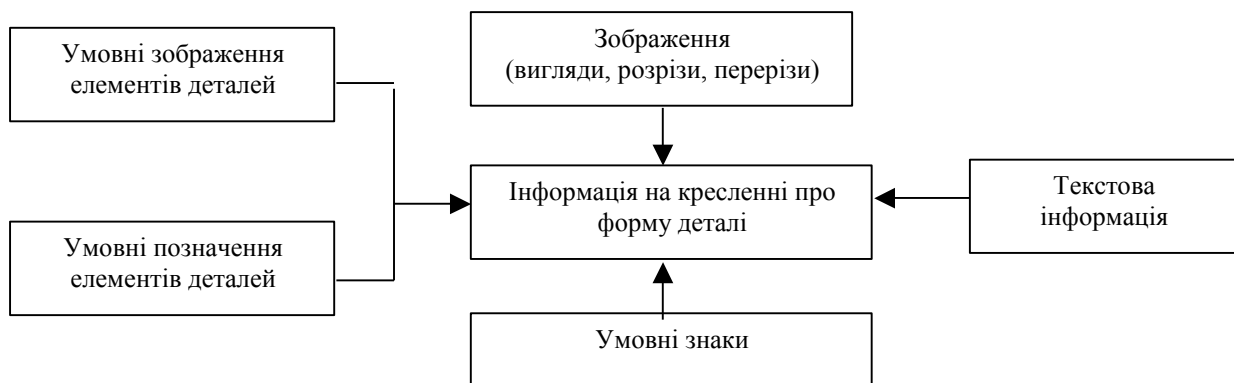 Умовні зображення
елементів деталей
Зображення
(вигляди, розрізи, перерізи)
Інформація на кресленні про
форму деталі
Текстова
інформація
Умовні позначення
елементів деталей
Умовні знаки